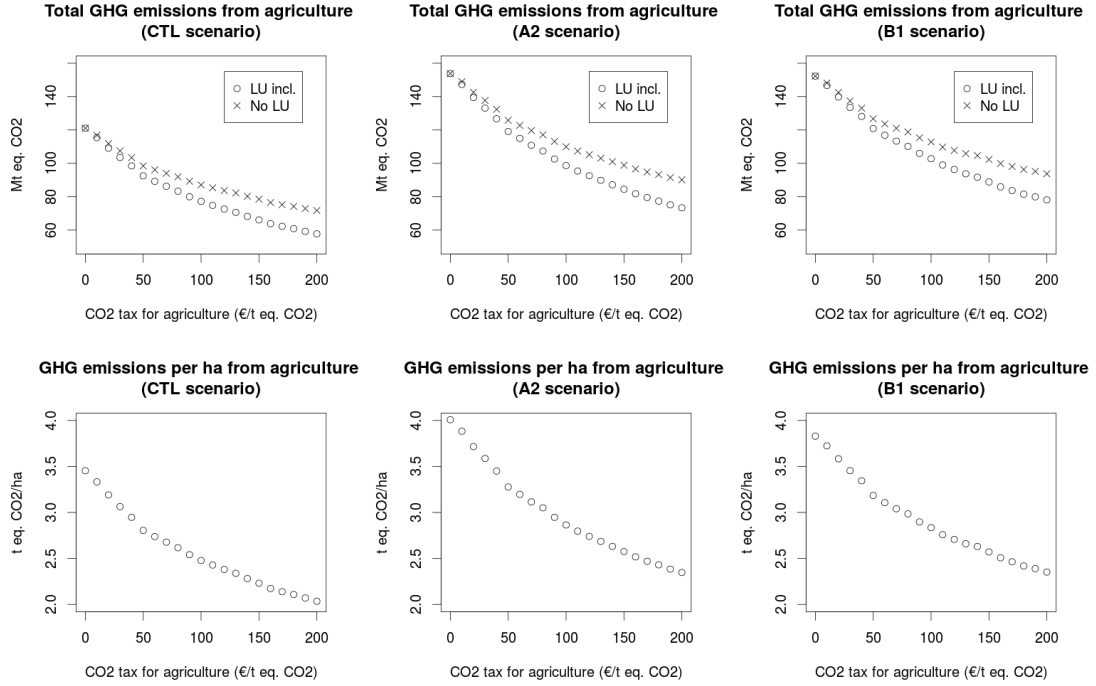 Total GHG emissions from agriculture
(CTL scenario)
Mt eq. CO2
140
100
80
60
LU incl.
No LU
0 50 100 150 200
CO2 tax for agriculture (€/t eq. CO2)
Total GHG emissions from agriculture
(A2 scenario)
Mt eq. CO2
140
100
80
60
LU incl.
No LU
0 50 100 150 200
CO2 tax for agriculture (€/t eq. CO2)
Total GHG emissions from agriculture
(B1 scenario)
Mt eq. CO2
140
100
80
60
LU incl.
No LU
0 50 100 150 200
CO2 tax for agriculture (€/t eq. CO2)
GHG emissions per ha from agriculture
(CTL scenario)
t eq. CO2/ha
4.0
3.5
3.0
2.5
2.0
0 50 100 150 200
CO2 tax for agriculture (€/t eq. CO2)
GHG emissions per ha from agriculture
(A2 scenario)
t eq. CO2/ha
4.0
3.5
3.0
2.5
2.0
0 50 100 150 200
CO2 tax for agriculture (€/t eq. CO2)
GHG emissions per ha from agriculture
(B1 scenario)
t eq. CO2/ha
4.0
3.5
3.0
2.5
2.0
0 50 100 150 200
CO2 tax for agriculture (€/t eq. CO2)